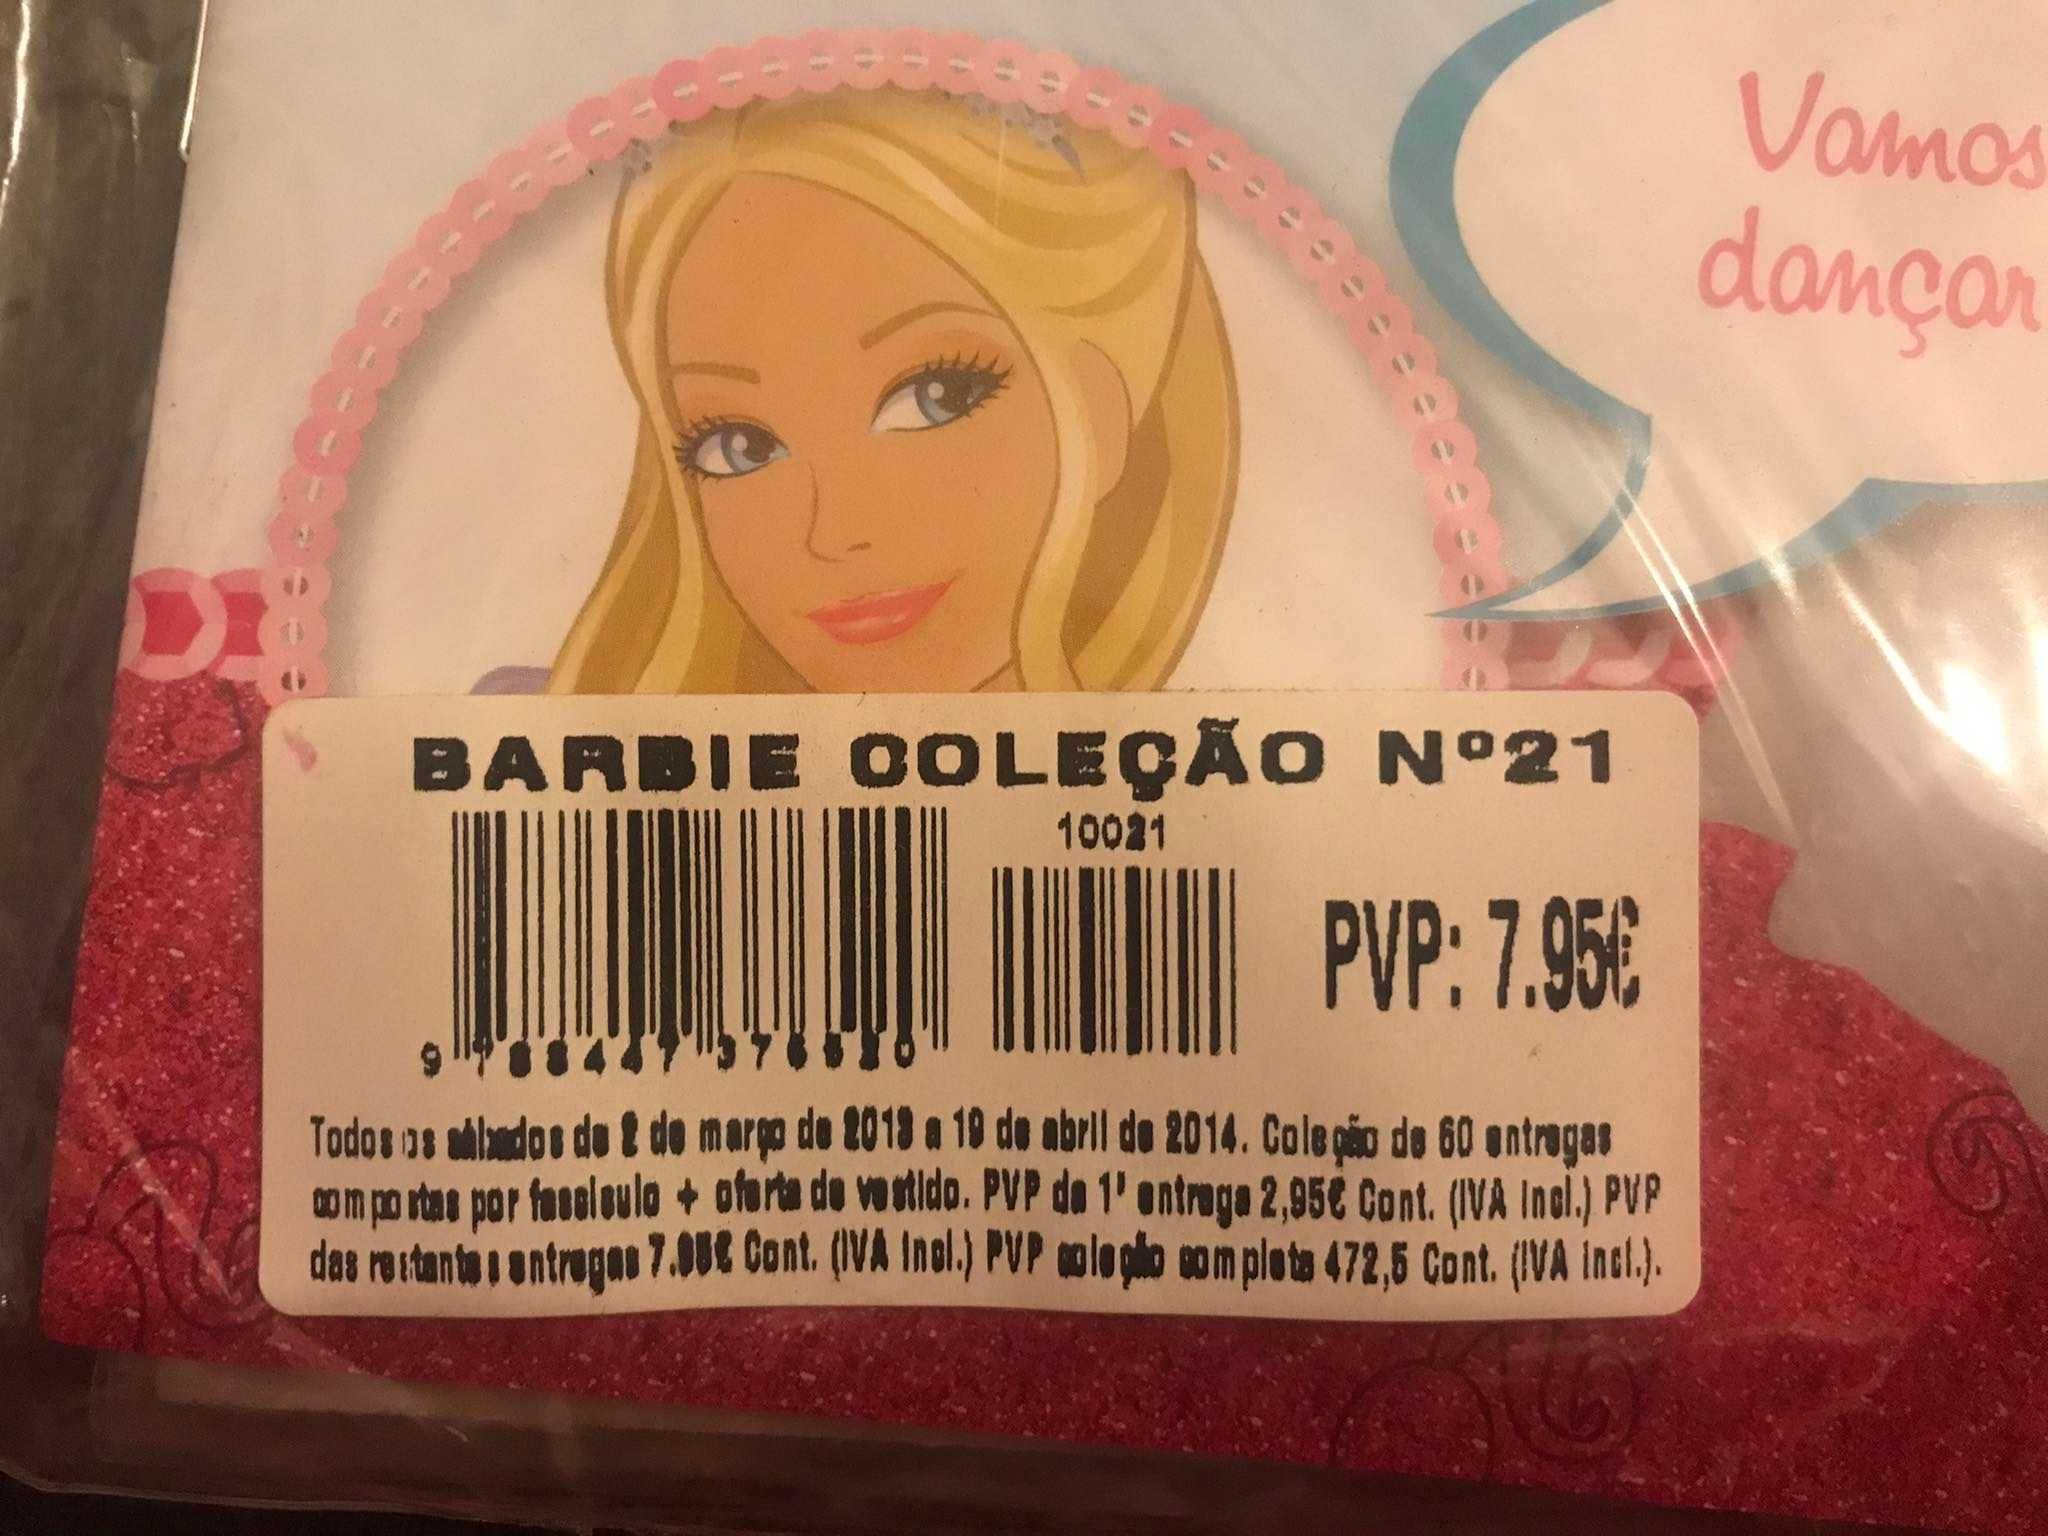 Vamos
dançar
BARBIE COLEÇÃO Nº21
10021
PVP: 7.95€
9 788447 376520
Todos os sábados de 2 de março de 2013 a 19 de abril de 2014. Coleção de 60 entregas
compostas por fascículo + oferta de vestido. PVP da 1ª entrega 2,95€ Cont. (IVA Incl.) PVP
das restantes entregas 7.95€ Cont. (IVA Incl.) PVP coleção completa 472,5 Cont. (IVA Incl.).